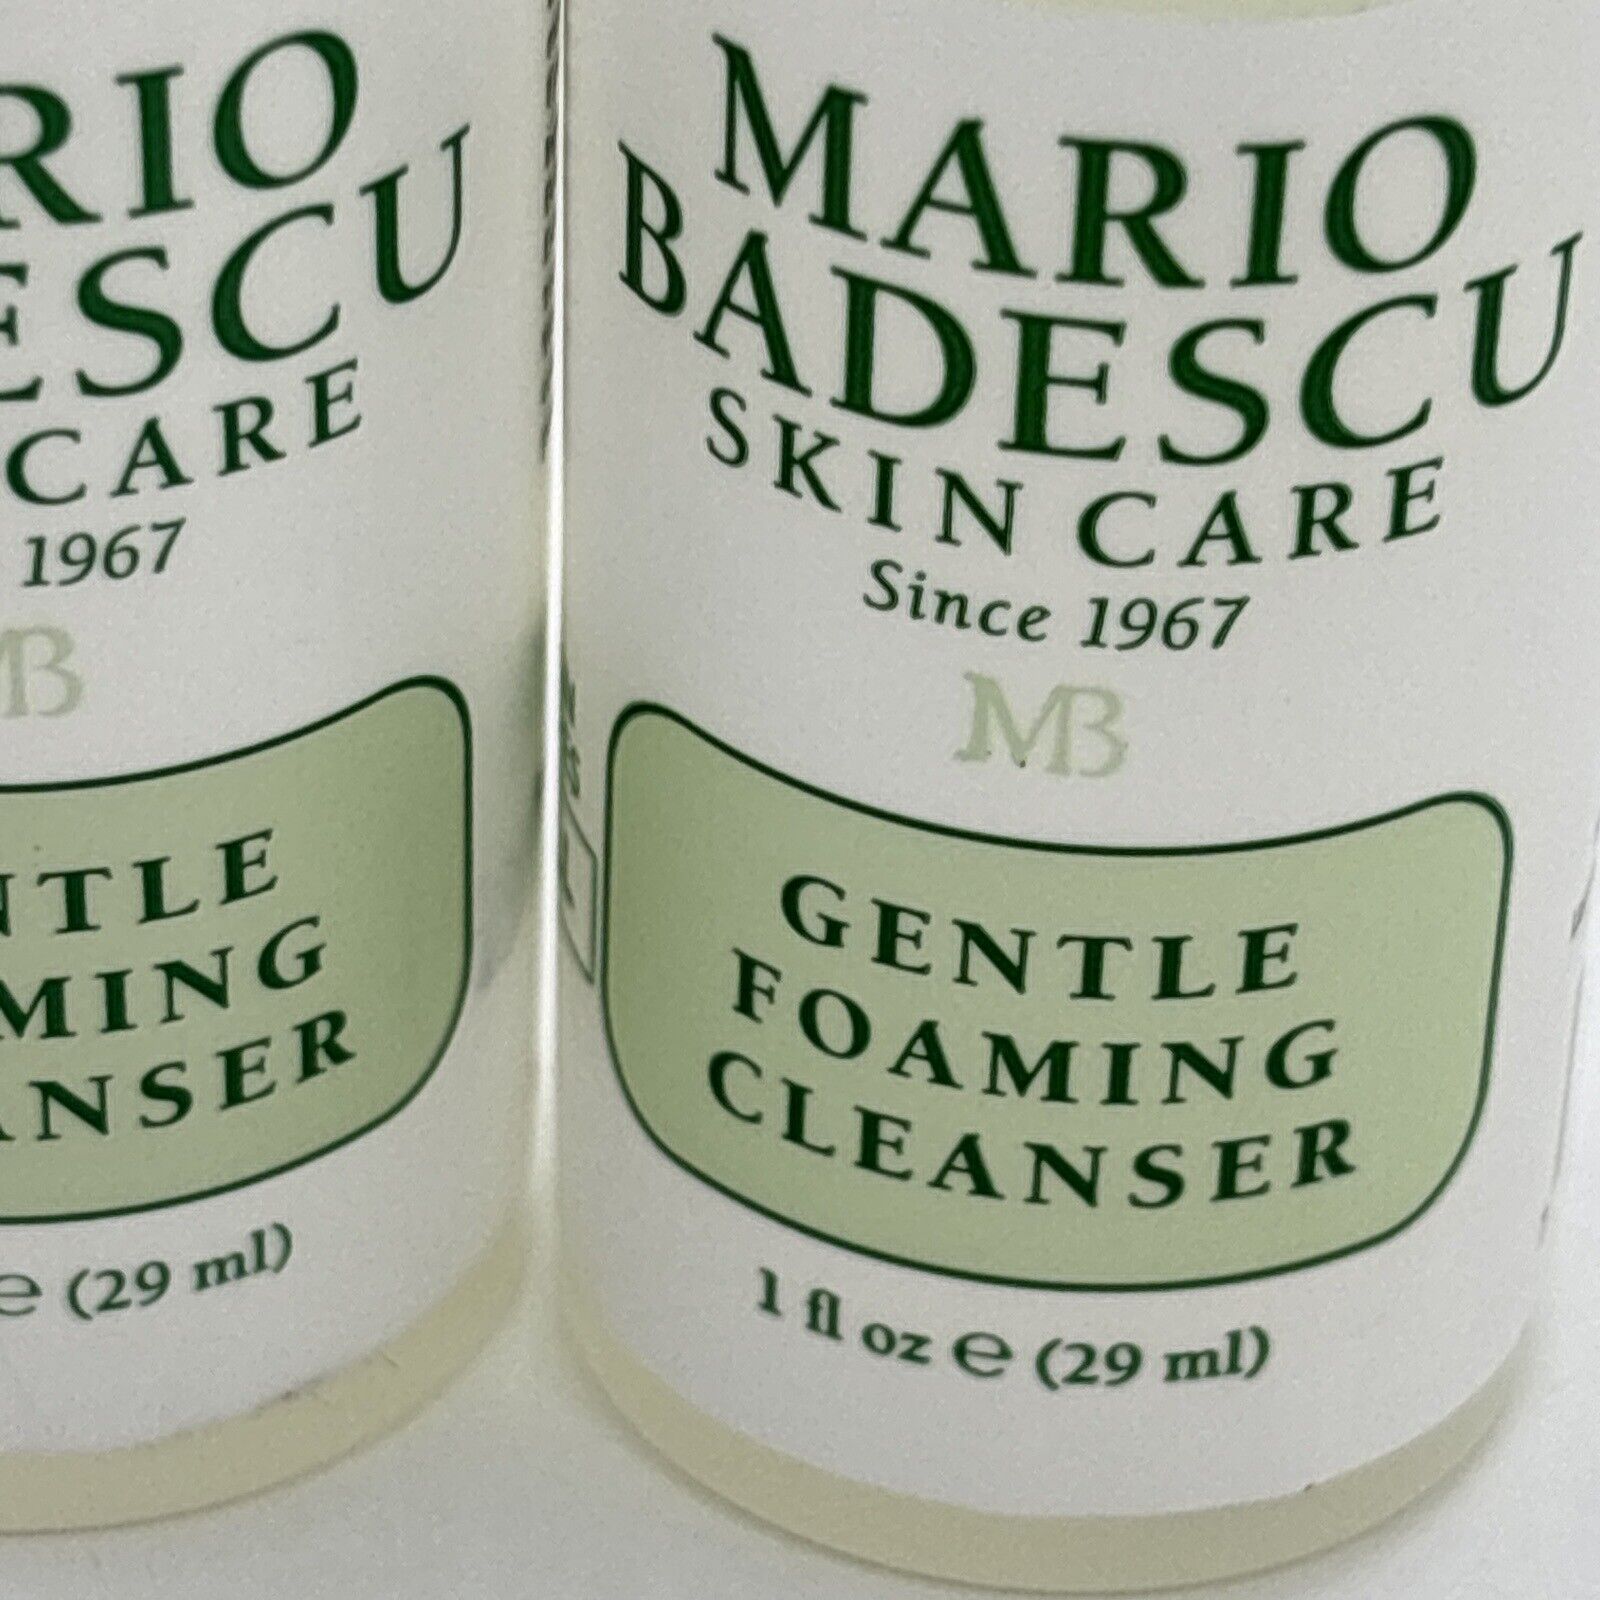 RIO
ESCU
CARE
1967
MB
NTLE
MING
ANSER
e (29 ml)
MARIO
BADESCU
SKIN CARE
Since 1967
MB
GENTLE
FOAMING
CLEANSER
1 fl oz e (29 ml)